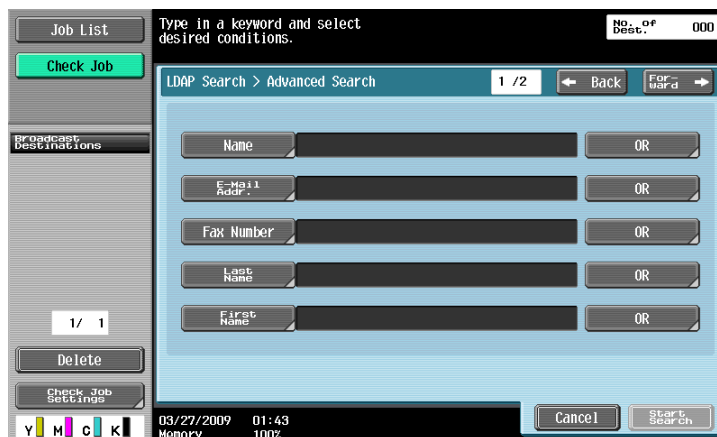 Job List
Check Job
Broadcast
Destinations
1/ 1
Delete
Check Job
Settings
Y M C K
Type in a keyword and select
desired conditions.
No. of
Dest. 000
LDAP Search > Advanced Search 1 /2 ← Back For-
ward →
Name OR
E-Mail
Addr. OR
Fax Number OR
Last
Name OR
First
Name OR
03/27/2009 01:43
Memory 100%
Cancel Start
Search